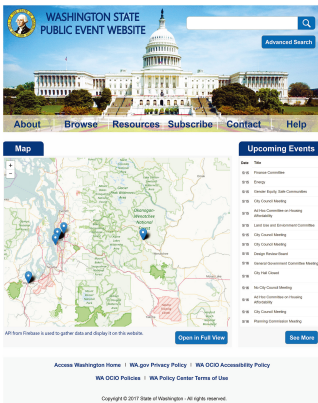 WASHINGTON STATE
PUBLIC EVENT WEBSITE
Advanced Search
About
Browse
Resources
Subscribe
Contact
Help
Map
+
−
API from Firebase is used to gather data and display it on this website.
Open in Full View
Upcoming Events
Date Title
Finance Committee
Energy
Gender Equity, Safe Communities
City Council Meeting
Ad Hoc Committee on Housing
Affordability
Land Use and Environment Committee
City Council Meeting
City Council Meeting
Design Review Board
General Government Committee Meeting
City Hall Closed
No City Council Meeting
Ad Hoc Committee on Housing
Affordability
City Council Meeting
Planning Commission Meeting
See More
Access Washington Home | WA.gov Privacy Policy | WA OCIO Accessibility Policy
WA OCIO Policies | WA Policy Center Terms of Use
Copyright © 2017 State of Washington - All rights reserved.